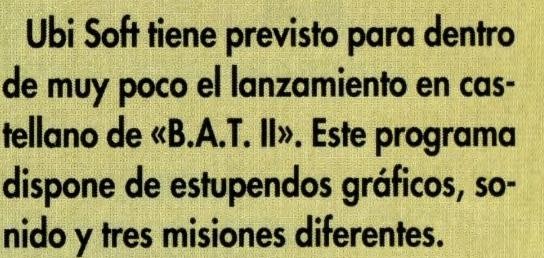 Ubi Soft tiene previsto para dentro
de muy poco el lanzamiento en cas-
tellano de «B.A.T. II». Este programa
dispone de estupendos gráficos, so-
nido y tres misiones diferentes.